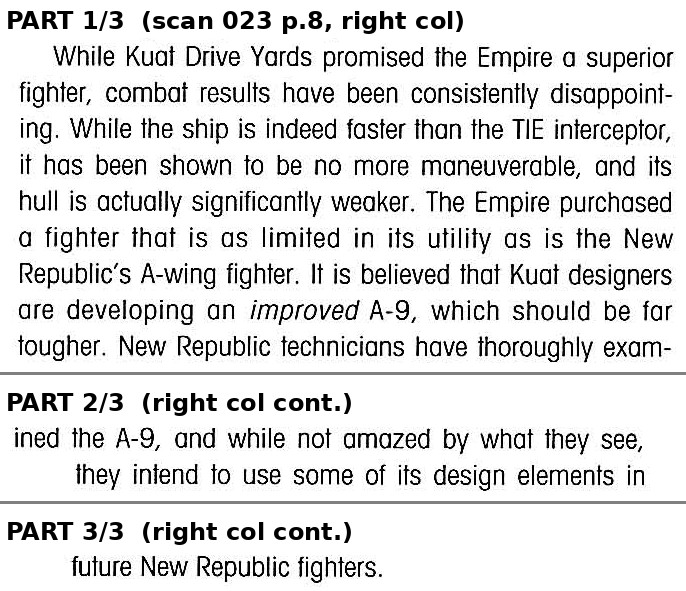 PART 1/3 (scan 023 p.8, right col)
While Kuat Drive Yards promised the Empire a superior
fighter, combat results have been consistently disappoint-
ing. While the ship is indeed faster than the TIE interceptor,
it has been shown to be no more maneuverable, and its
hull is actually significantly weaker. The Empire purchased
a fighter that is as limited in its utility as is the New
Republic's A-wing fighter. It is believed that Kuat designers
are developing an improved A-9, which should be far
tougher. New Republic technicians have thoroughly exam-
PART 2/3 (right col cont.)
ined the A-9, and while not amazed by what they see,
they intend to use some of its design elements in
PART 3/3 (right col cont.)
future New Republic fighters.